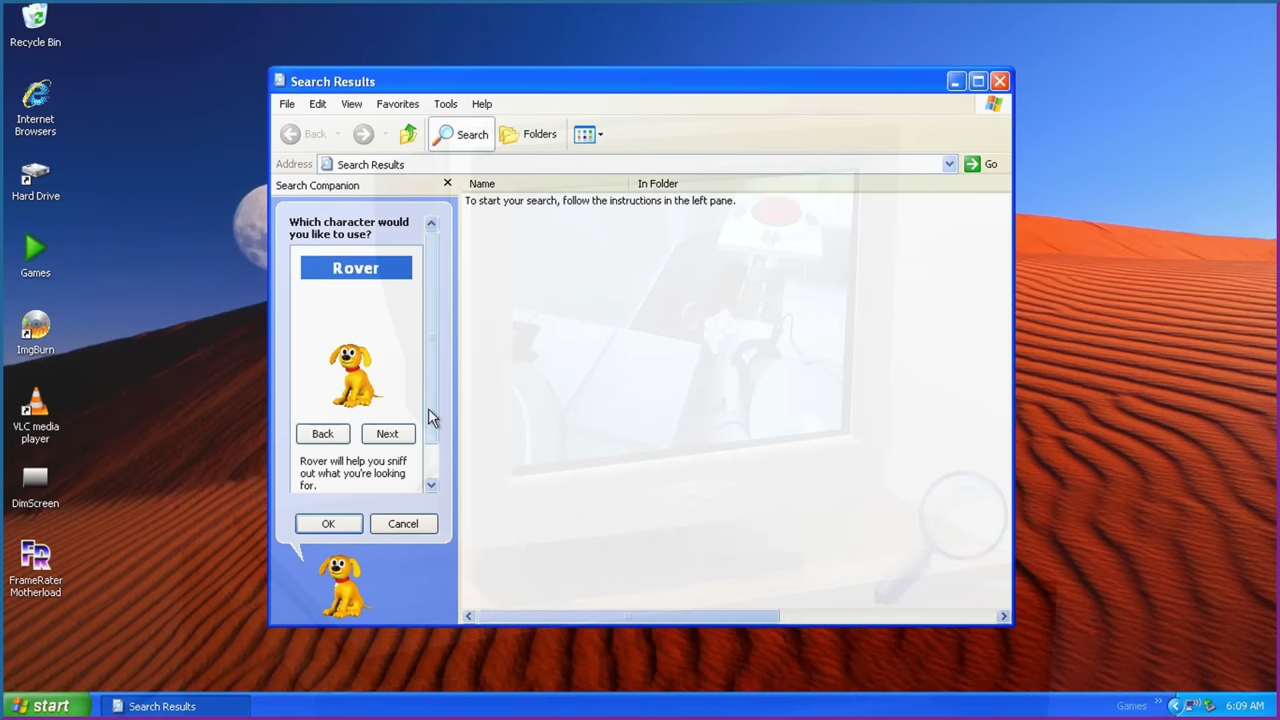 Recycle Bin
Internet
Browsers
Hard Drive
Games
ImgBurn
VLC media
player
DimScreen
FrameRater
Motherload
Search Results
File Edit View Favorites Tools Help
Back Search Folders
Address Search Results Go
Search Companion
Name In Folder
To start your search, follow the instructions in the left pane.
Which character would
you like to use?
Rover
Back Next
Rover will help you sniff
out what you're looking
for.
OK Cancel
start Search Results Games 6:09 AM